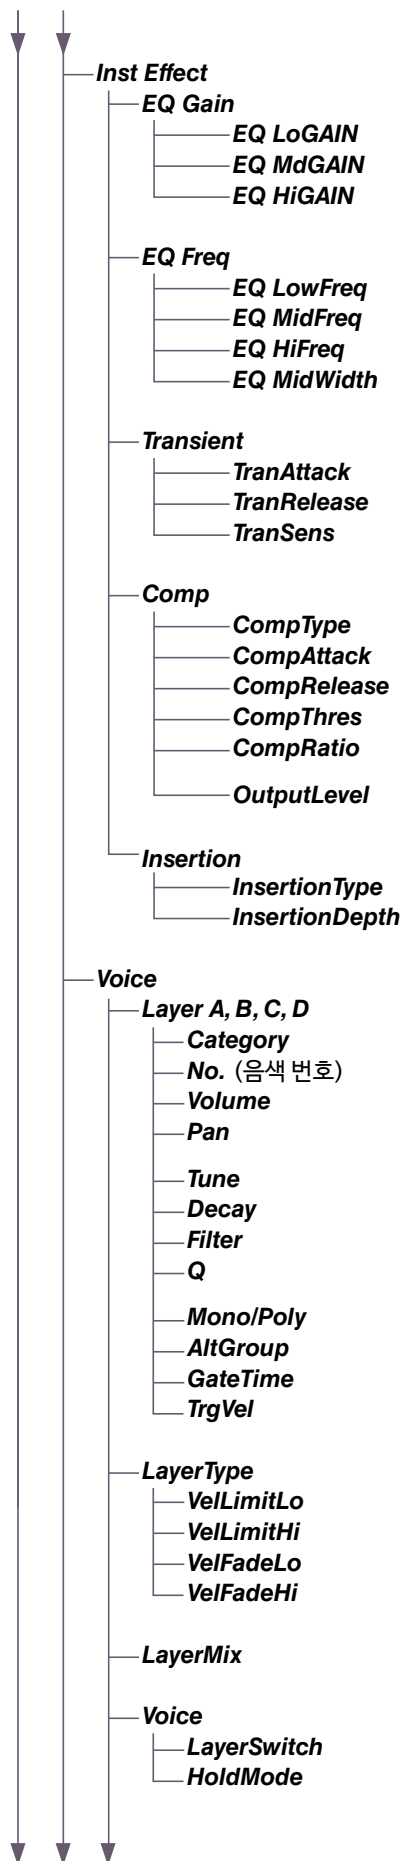 Inst Effect
EQ Gain
EQ LoGAIN
EQ MdGAIN
EQ HiGAIN
EQ Freq
EQ LowFreq
EQ MidFreq
EQ HiFreq
EQ MidWidth
Transient
TranAttack
TranRelease
TranSens
Comp
CompType
CompAttack
CompRelease
CompThres
CompRatio
OutputLevel
Insertion
InsertionType
InsertionDepth
Voice
Layer A, B, C, D
Category
No. (음색 번호)
Volume
Pan
Tune
Decay
Filter
Q
Mono/Poly
AltGroup
GateTime
TrgVel
LayerType
VelLimitLo
VelLimitHi
VelFadeLo
VelFadeHi
LayerMix
Voice
LayerSwitch
HoldMode